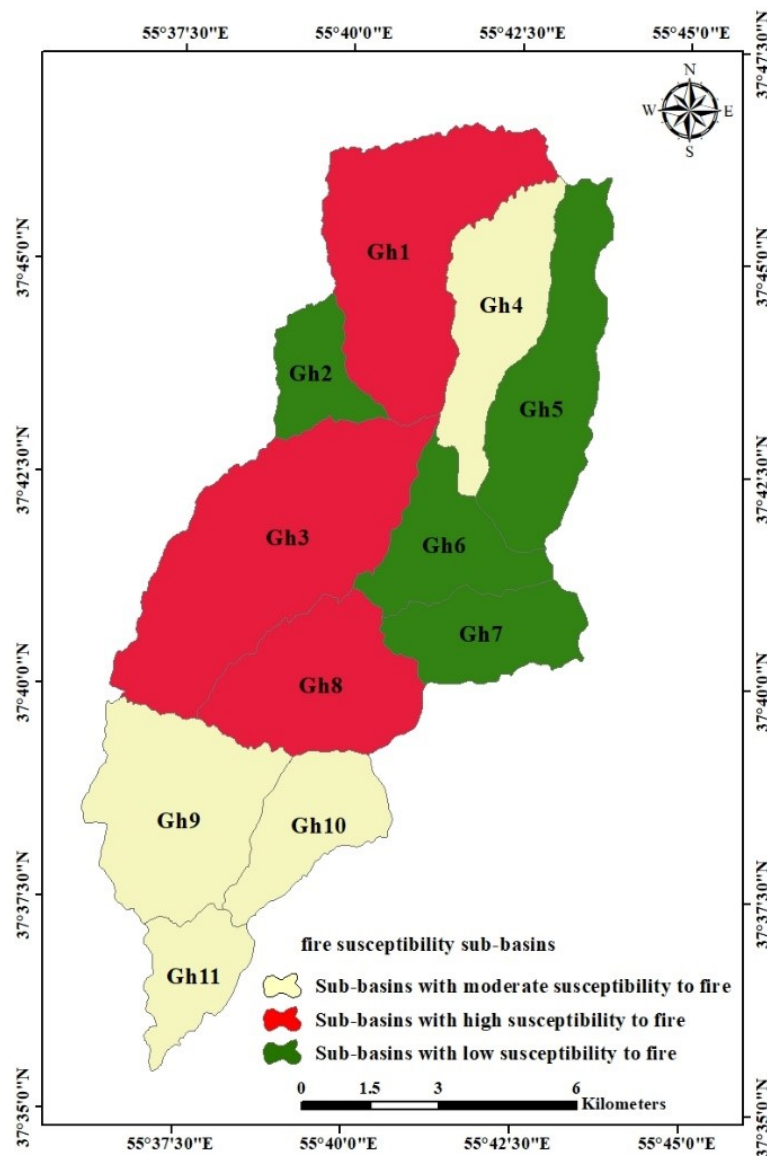 55°37'30"E 55°40'0"E 55°42'30"E 55°45'0"E
37°47'30"N
N
W E
S
37°45'0"N
37°45'0"N
Gh1
Gh4
Gh2
Gh5
37°42'30"N
37°42'30"N
Gh3
Gh6
Gh7
37°40'0"N
37°40'0"N
Gh8
Gh9
Gh10
37°37'30"N
37°37'30"N
fire susceptibility sub-basins
Gh11
Sub-basins with moderate susceptibility to fire
Sub-basins with high susceptibility to fire
Sub-basins with low susceptibility to fire
0 1.5 3 6
Kilometers
37°35'0"N
37°35'0"N
55°37'30"E 55°40'0"E 55°42'30"E 55°45'0"E